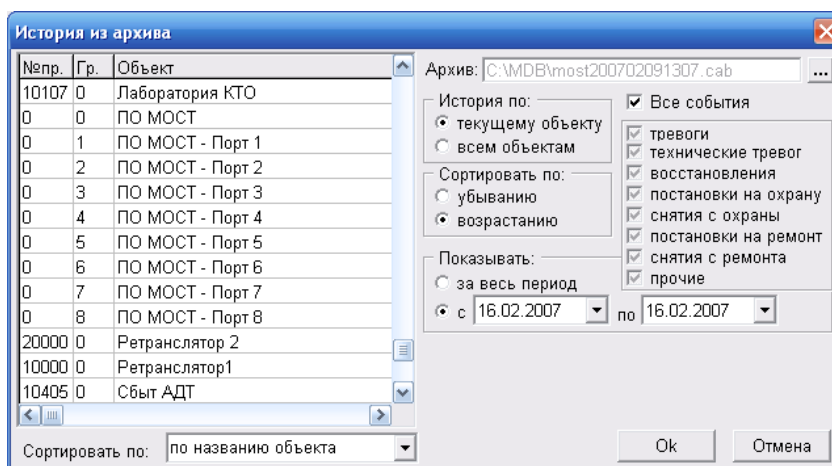 История из архива
№пр. Гр. Объект
10107 0 Лаборатория КТО
0 0 ПО МОСТ
0 1 ПО МОСТ - Порт 1
0 2 ПО МОСТ - Порт 2
0 3 ПО МОСТ - Порт 3
0 4 ПО МОСТ - Порт 4
0 5 ПО МОСТ - Порт 5
0 6 ПО МОСТ - Порт 6
0 7 ПО МОСТ - Порт 7
0 8 ПО МОСТ - Порт 8
20000 0 Ретранслятор 2
10000 0 Ретранслятор1
10405 0 Сбыт АДТ
Сортировать по: по названию объекта
Архив: C:\MDB\most200702091307.cab ...
История по:
текущему объекту
всем объектам
Сортировать по:
убыванию
возрастанию
Показывать:
за весь период
с 16.02.2007 по 16.02.2007
Все события
тревоги
технические тревог
восстановления
постановки на охрану
снятия с охраны
постановки на ремонт
снятия с ремонта
прочие
Ok Отмена